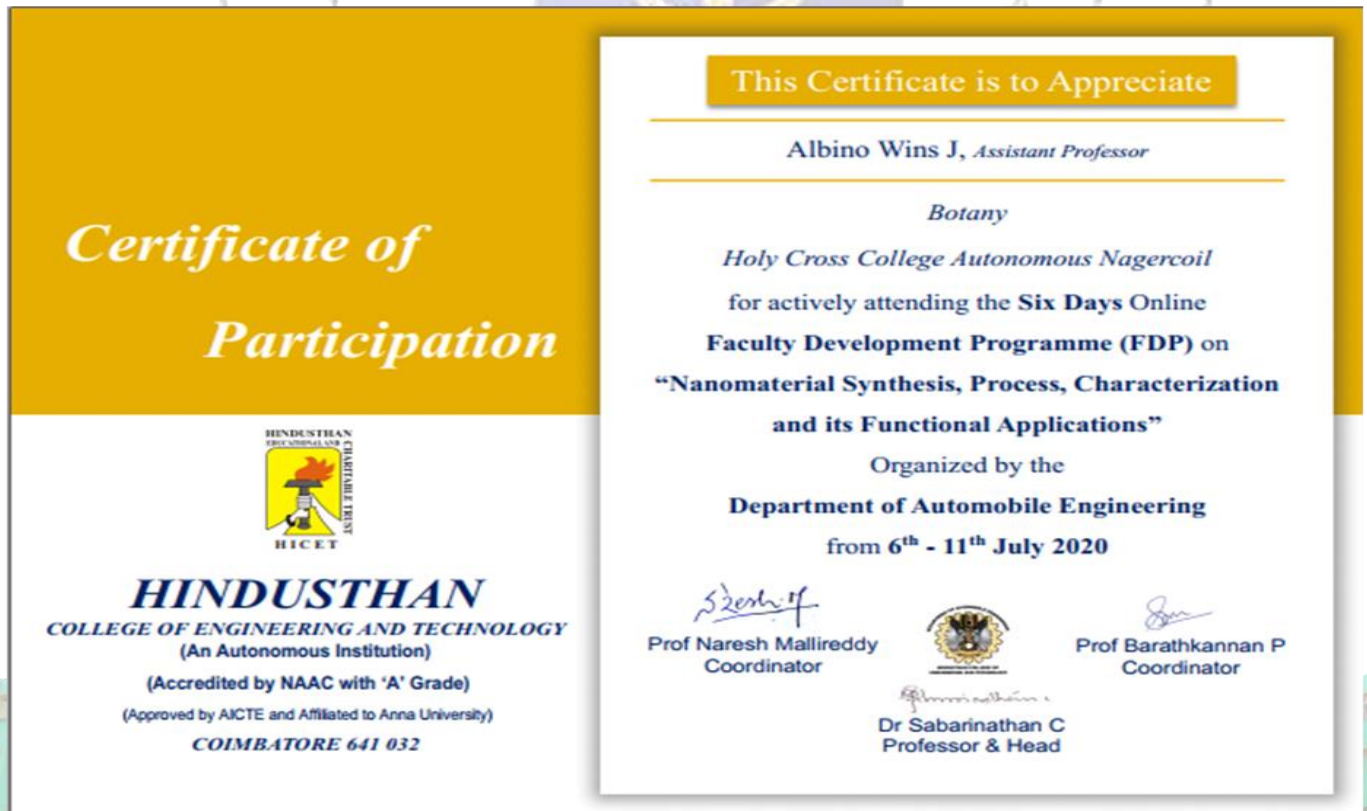 Certificate of
Participation
HINDUSTHAN
EDUCATIONAL AND
CHARITABLE TRUST
HICET
HINDUSTHAN
COLLEGE OF ENGINEERING AND TECHNOLOGY
(An Autonomous Institution)
(Accredited by NAAC with ‘A’ Grade)
(Approved by AICTE and Affiliated to Anna University)
COIMBATORE 641 032
This Certificate is to Appreciate
Albino Wins J, Assistant Professor
Botany
Holy Cross College Autonomous Nagercoil
for actively attending the Six Days Online
Faculty Development Programme (FDP) on
“Nanomaterial Synthesis, Process, Characterization
and its Functional Applications”
Organized by the
Department of Automobile Engineering
from 6th - 11th July 2020
Prof Naresh Mallireddy
Coordinator
Prof Barathkannan P
Coordinator
Dr Sabarinathan C
Professor & Head